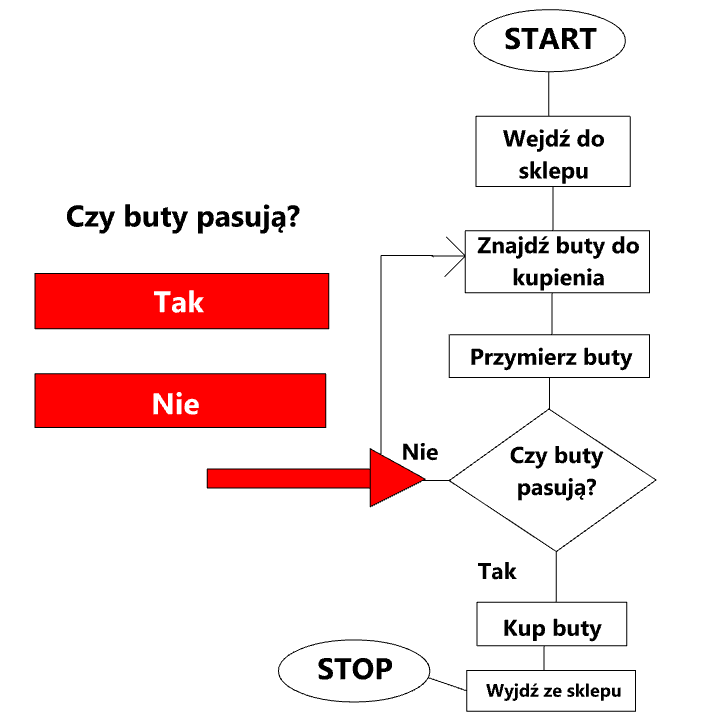 START
Wejdź do
sklepu
Czy buty pasują?
Tak
Nie
Znajdź buty do
kupienia
Przymierz buty
Nie
Czy buty
pasują?
Tak
Kup buty
STOP
Wyjdź ze sklepu